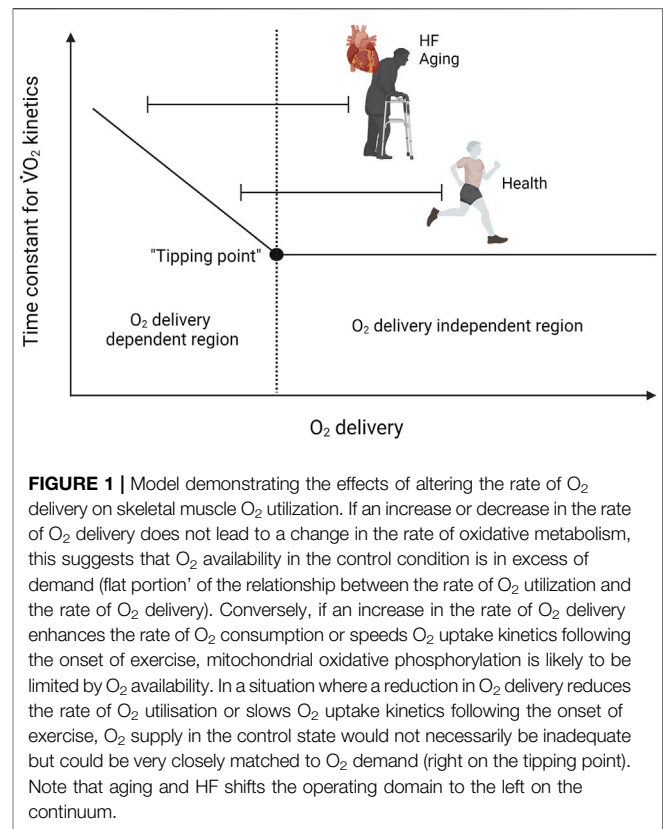 Time constant for V̇O₂ kinetics
HF
Aging
Health
"Tipping point"
O₂ delivery
dependent region
O₂ delivery independent region
O₂ delivery
FIGURE 1 | Model demonstrating the effects of altering the rate of O₂
delivery on skeletal muscle O₂ utilization. If an increase or decrease in the rate
of O₂ delivery does not lead to a change in the rate of oxidative metabolism,
this suggests that O₂ availability in the control condition is in excess of
demand (flat portion’ of the relationship between the rate of O₂ utilization and
the rate of O₂ delivery). Conversely, if an increase in the rate of O₂ delivery
enhances the rate of O₂ consumption or speeds O₂ uptake kinetics following
the onset of exercise, mitochondrial oxidative phosphorylation is likely to be
limited by O₂ availability. In a situation where a reduction in O₂ delivery reduces
the rate of O₂ utilisation or slows O₂ uptake kinetics following the onset of
exercise, O₂ supply in the control state would not necessarily be inadequate
but could be very closely matched to O₂ demand (right on the tipping point).
Note that aging and HF shifts the operating domain to the left on the
continuum.